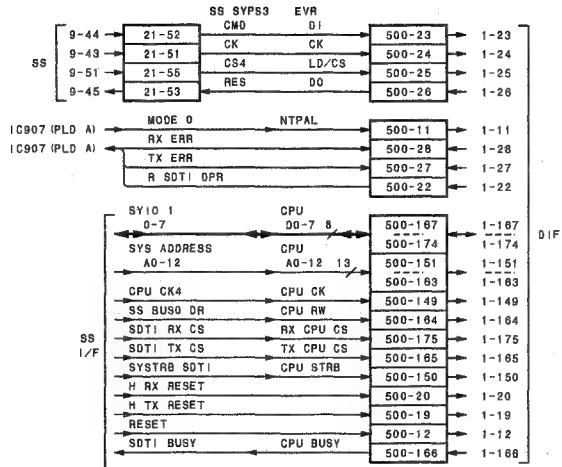 SS SYPS3 EVR
CMD DI
9-44 21-52 500-23 1-23
CK CK
9-43 21-51 500-24 1-24
SS
CS4 LD/CS
9-51 21-55 500-25 1-25
RES DO
9-45 21-53 500-26 1-26
MODE 0 NTPAL
IC907 (PLD A) 500-11 1-11
RX ERR
IC907 (PLD A) 500-28 1-28
TX ERR
500-27 1-27
R SDTI DPR
500-22 1-22
SYIO 1 CPU
0-7 D0-7 8 500-167 1-167
DIF
500-174 1-174
SYS ADDRESS CPU
A0-12 A0-12 13 500-151 1-151
500-163 1-163
CPU CK4 CPU CK
500-149 1-149
SS BUSO DR CPU RW
500-164 1-164
SDTI RX CS RX CPU CS
500-175 1-175
SS
I/F
SDTI TX CS TX CPU CS
500-165 1-165
SYSTRB SDTI CPU STRB
500-150 1-150
H RX RESET
500-20 1-20
H TX RESET
500-19 1-19
RESET
500-12 1-12
SDTI BUSY CPU BUSY
500-166 1-166